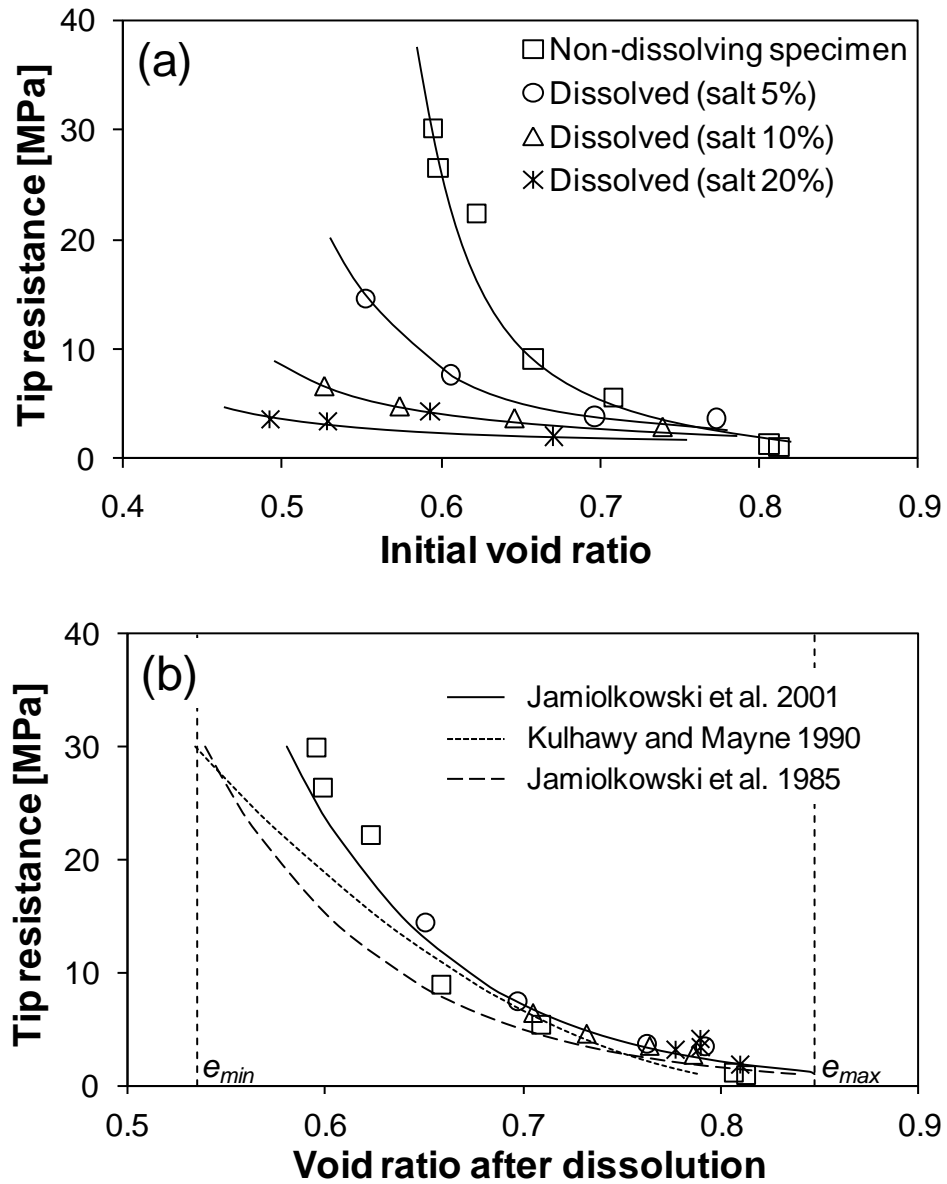 (a)
Non-dissolving specimen
Dissolved (salt 5%)
Dissolved (salt 10%)
Dissolved (salt 20%)
Tip resistance [MPa]
40
30
20
10
0
0.4 0.5 0.6 0.7 0.8 0.9
Initial void ratio
(b)
Jamiolkowski et al. 2001
Kulhawy and Mayne 1990
Jamiolkowski et al. 1985
Tip resistance [MPa]
40
30
20
10
0
emin
emax
0.5 0.6 0.7 0.8 0.9
Void ratio after dissolution